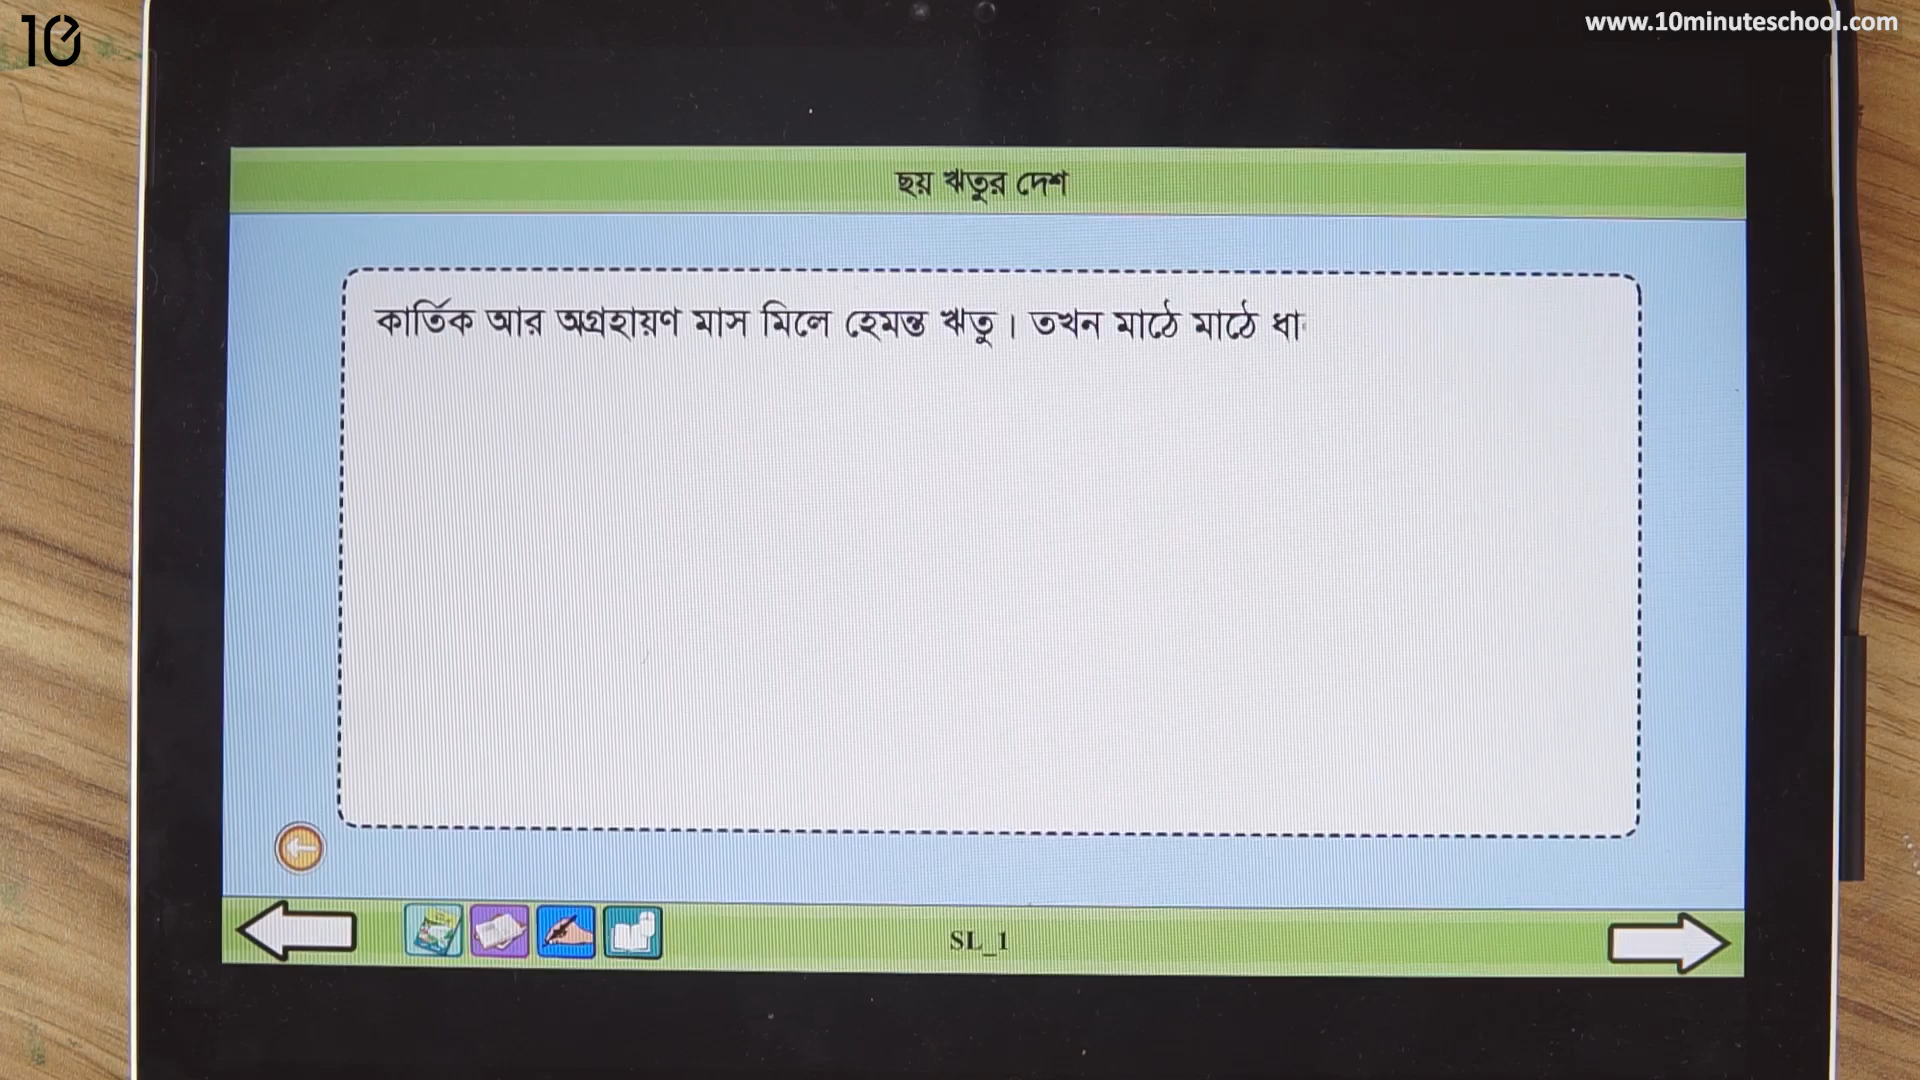 10
www.10minuteschool.com
ছয় ঋতুর দেশ
কার্তিক আর অগ্রহায়ণ মাস মিলে হেমন্ত ঋতু। তখন মাঠে মাঠে ধা
SL_1